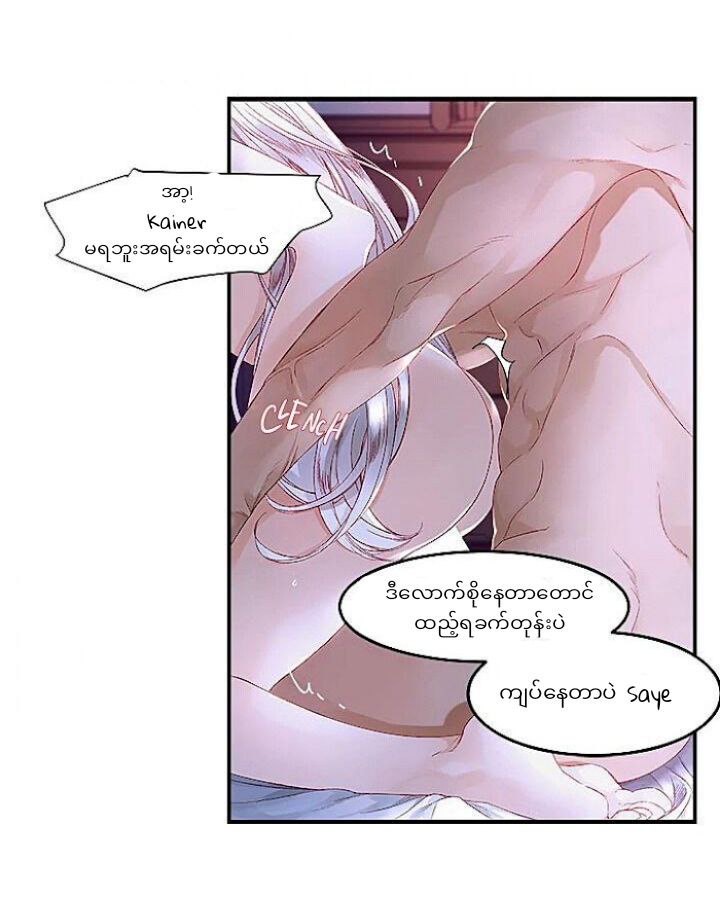 အာ့!
Kainer
မရဘူးအရမ်းခက်တယ်
CLENCH
ဒီလောက်စိုနေတာတောင်
ထည့်ရခက်တုန်းပဲ
ကျပ်နေတာပဲ Saye